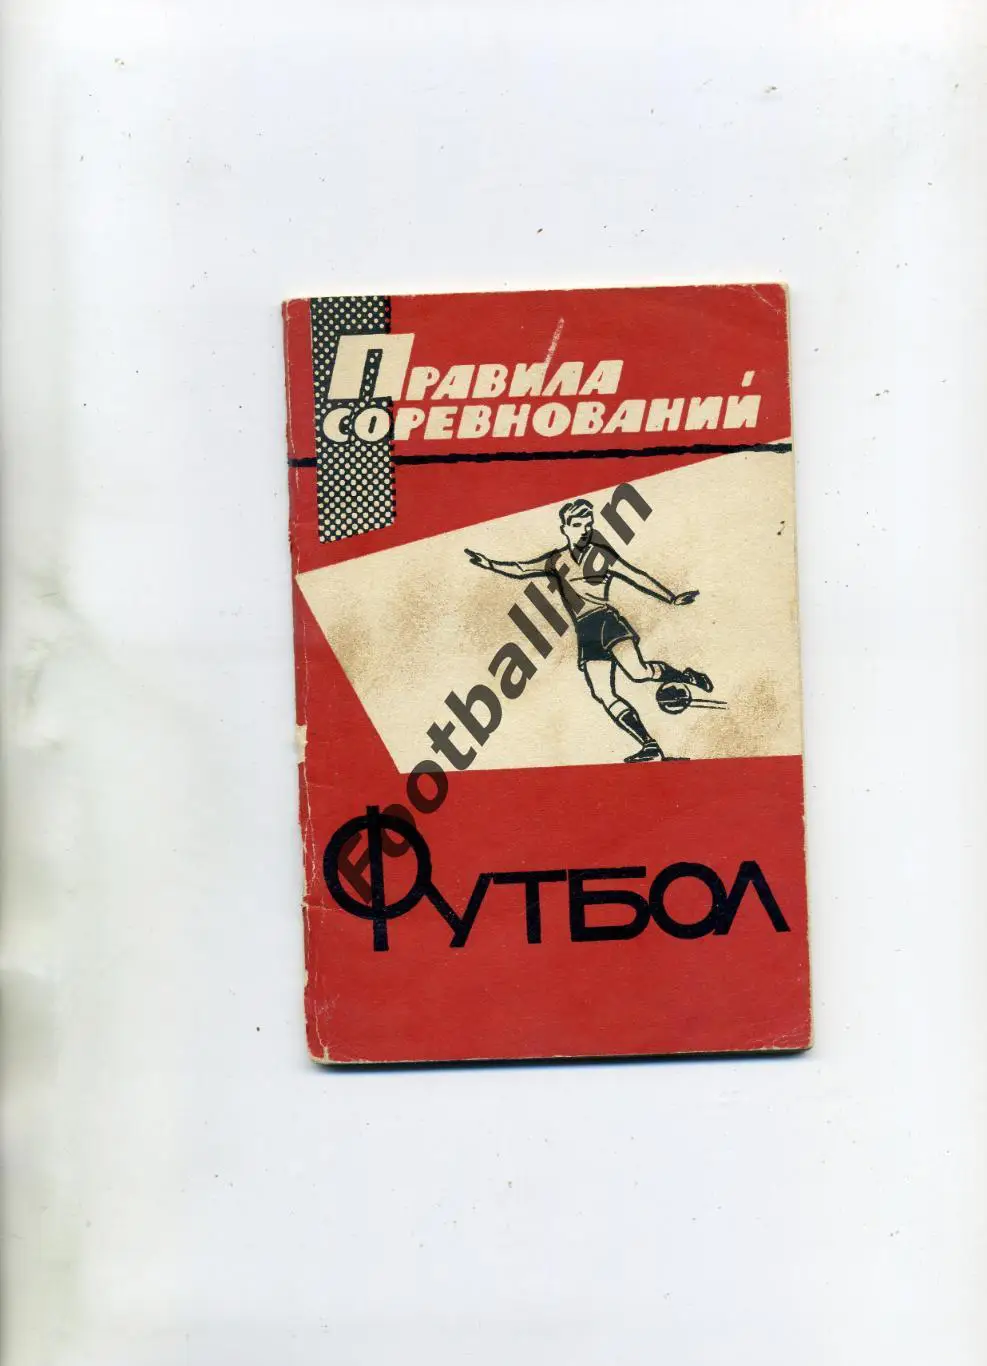 Правила
соревнований
Footballfan
Футбол